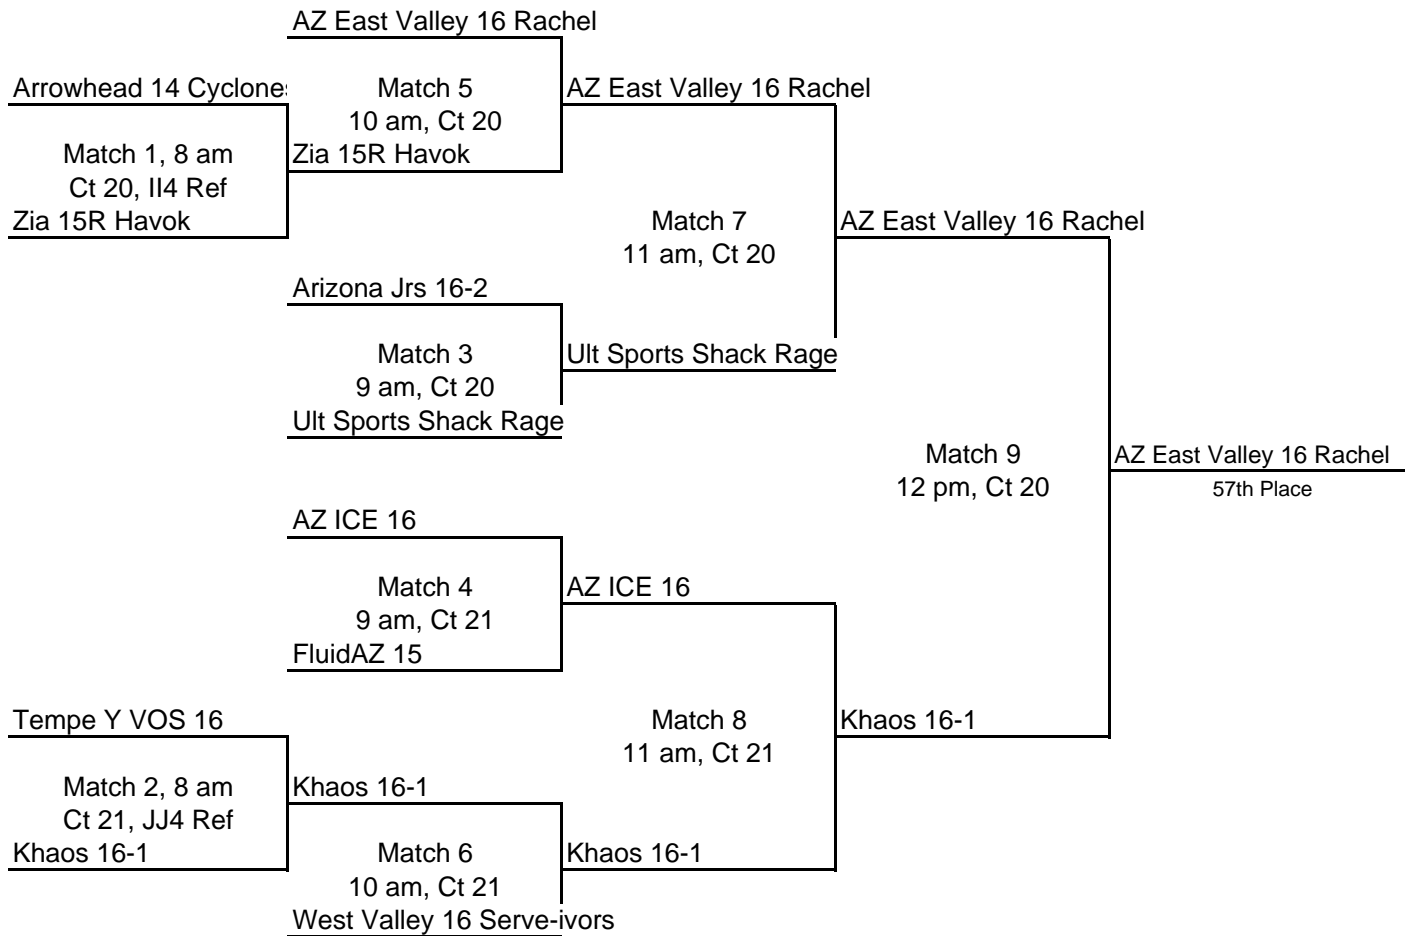 AZ East Valley 16 Rachel
Arrowhead 14 Cyclones
Match 5
10 am, Ct 20
AZ East Valley 16 Rachel
Match 1, 8 am
Ct 20, II4 Ref
Zia 15R Havok
Zia 15R Havok
Match 7
11 am, Ct 20
AZ East Valley 16 Rachel
Arizona Jrs 16-2
Match 3
9 am, Ct 20
Ult Sports Shack Rage
Ult Sports Shack Rage
Match 9
12 pm, Ct 20
AZ East Valley 16 Rachel
57th Place
AZ ICE 16
Match 4
9 am, Ct 21
AZ ICE 16
FluidAZ 15
Tempe Y VOS 16
Match 8
11 am, Ct 21
Khaos 16-1
Match 2, 8 am
Ct 21, JJ4 Ref
Khaos 16-1
Khaos 16-1
Match 6
10 am, Ct 21
Khaos 16-1
West Valley 16 Serve-ivors